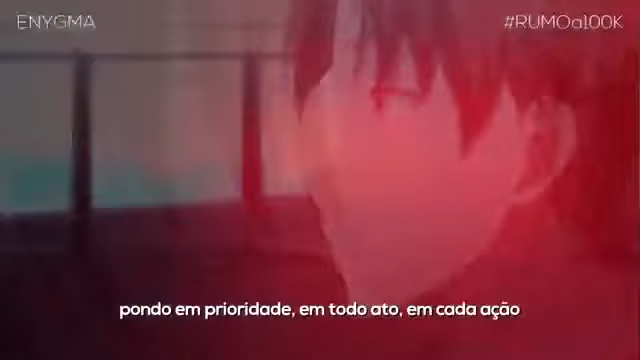 ENYGMA
#RUMOa100K
pondo em prioridade, em todo ato, em cada ação